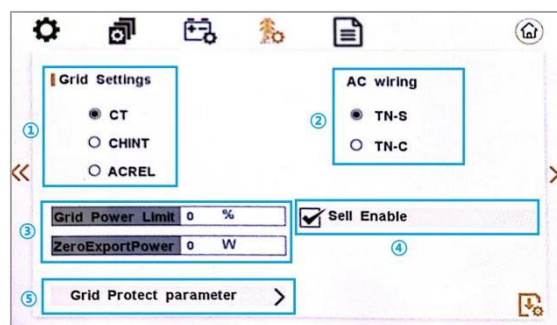 Grid Settings
CT
CHINT
ACREL
①
AC wiring
TN-S
TN-C
②
Grid Power Limit 0 %
ZeroExportPower 0 W
③
Sell Enable
④
Grid Protect parameter
⑤